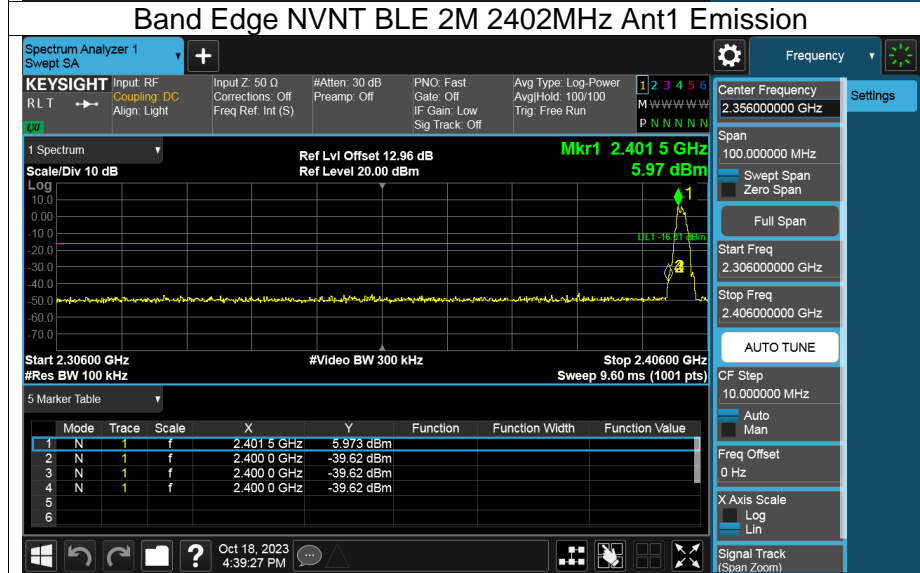 Band Edge NVNT BLE 2M 2402MHz Ant1 Emission
Spectrum Analyzer 1
Swept SA
+
Frequency
KEYSIGHT
RLT
LXI
Input: RF
Coupling: DC
Align: Light
Input Z: 50 Ω
Corrections: Off
Freq Ref: Int (S)
#Atten: 30 dB
Preamp: Off
PNO: Fast
Gate: Off
IF Gain: Low
Sig Track: Off
Avg Type: Log-Power
Avg|Hold: 100/100
Trig: Free Run
1 2 3 4 5 6
M W W W W W
P N N N N N
1 Spectrum
Scale/Div 10 dB
Ref Lvl Offset 12.96 dB
Ref Level 20.00 dBm
Mkr1 2.401 5 GHz
5.97 dBm
Log
10.0
0.00
-10.0
-20.0
-30.0
-40.0
-50.0
-60.0
-70.0
1
DL1 -16.91 dBm
Start 2.30600 GHz
#Res BW 100 kHz
#Video BW 300 kHz
Stop 2.40600 GHz
Sweep 9.60 ms (1001 pts)
5 Marker Table
Mode Trace Scale X Y Function Function Width Function Value
1 N 1 f 2.401 5 GHz 5.973 dBm
2 N 1 f 2.400 0 GHz -39.62 dBm
3 N 1 f 2.400 0 GHz -39.62 dBm
4 N 1 f 2.400 0 GHz -39.62 dBm
5
6
Oct 18, 2023
4:39:27 PM
Center Frequency
2.356000000 GHz
Settings
Span
100.000000 MHz
Swept Span
Zero Span
Full Span
Start Freq
2.306000000 GHz
Stop Freq
2.406000000 GHz
AUTO TUNE
CF Step
10.000000 MHz
Auto
Man
Freq Offset
0 Hz
X Axis Scale
Log
Lin
Signal Track
(Span Zoom)